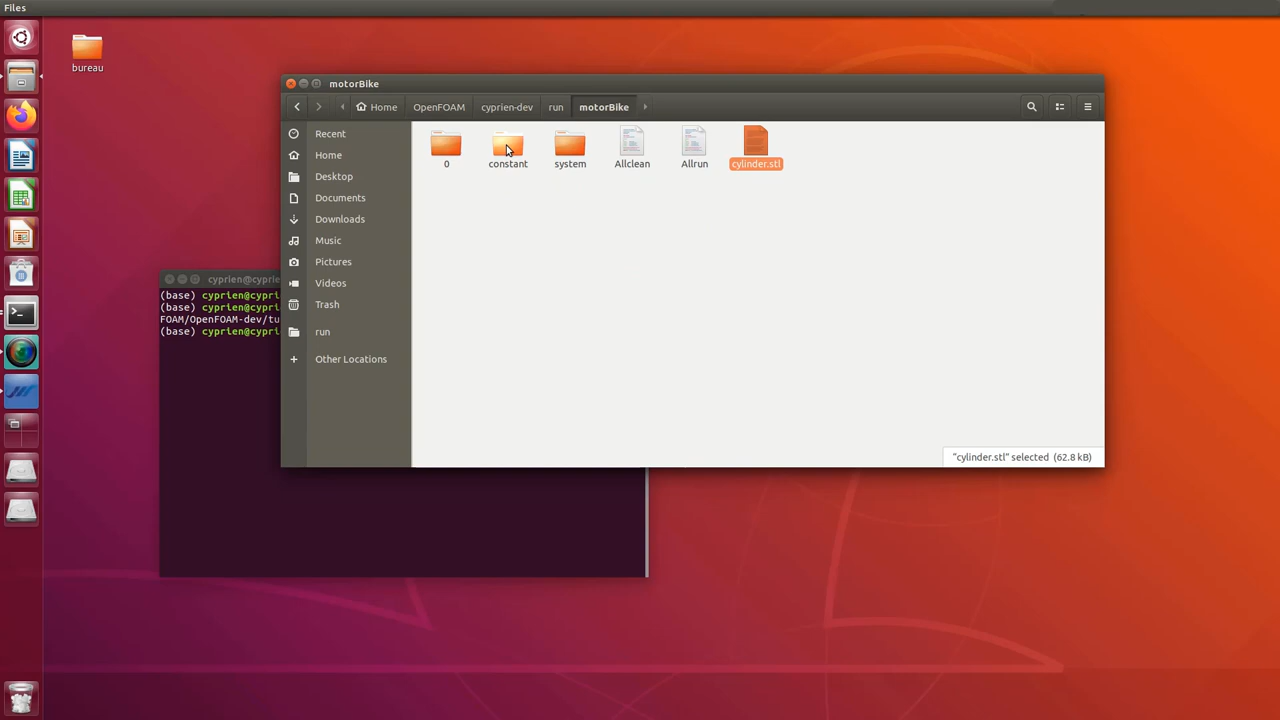 Files
bureau
motorBike
Home
OpenFOAM
cyprien-dev
run
motorBike
Recent
Home
Desktop
Documents
Downloads
Music
Pictures
Videos
Trash
run
Other Locations
0
constant
system
Allclean
Allrun
cylinder.stl
"cylinder.stl" selected (62.8 kB)
cyprien@cyprie
(base) cyprien@cypri
(base) cyprien@cypri
FOAM/OpenFOAM-dev/tu
(base) cyprien@cypri